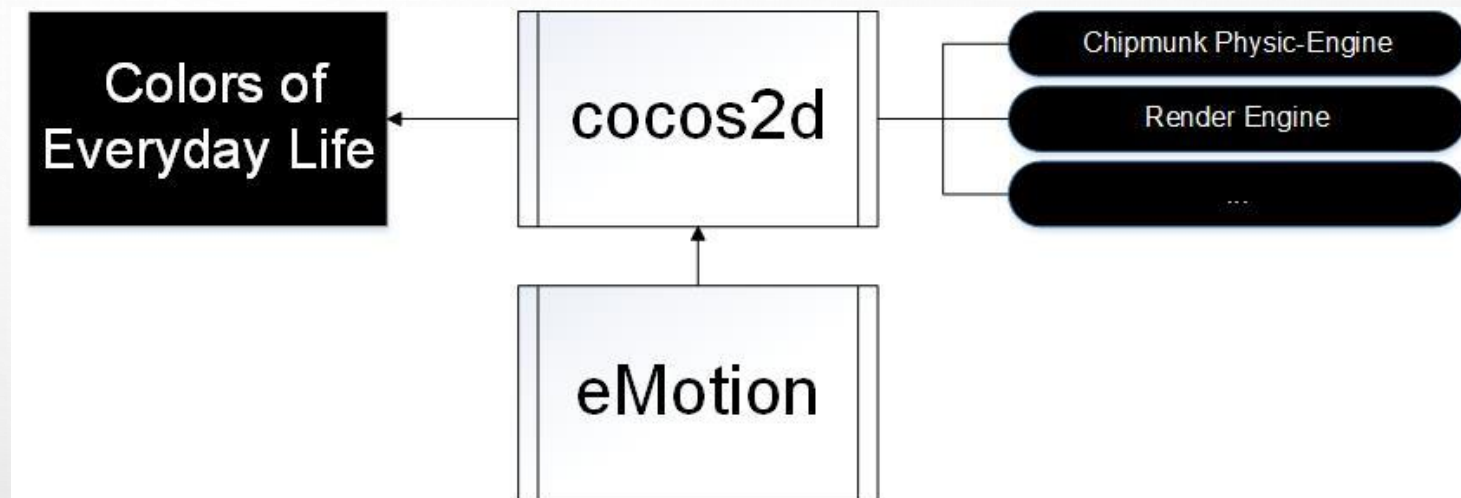 Colors of
Everyday Life
cocos2d
Chipmunk Physic-Engine
Render Engine
...
eMotion